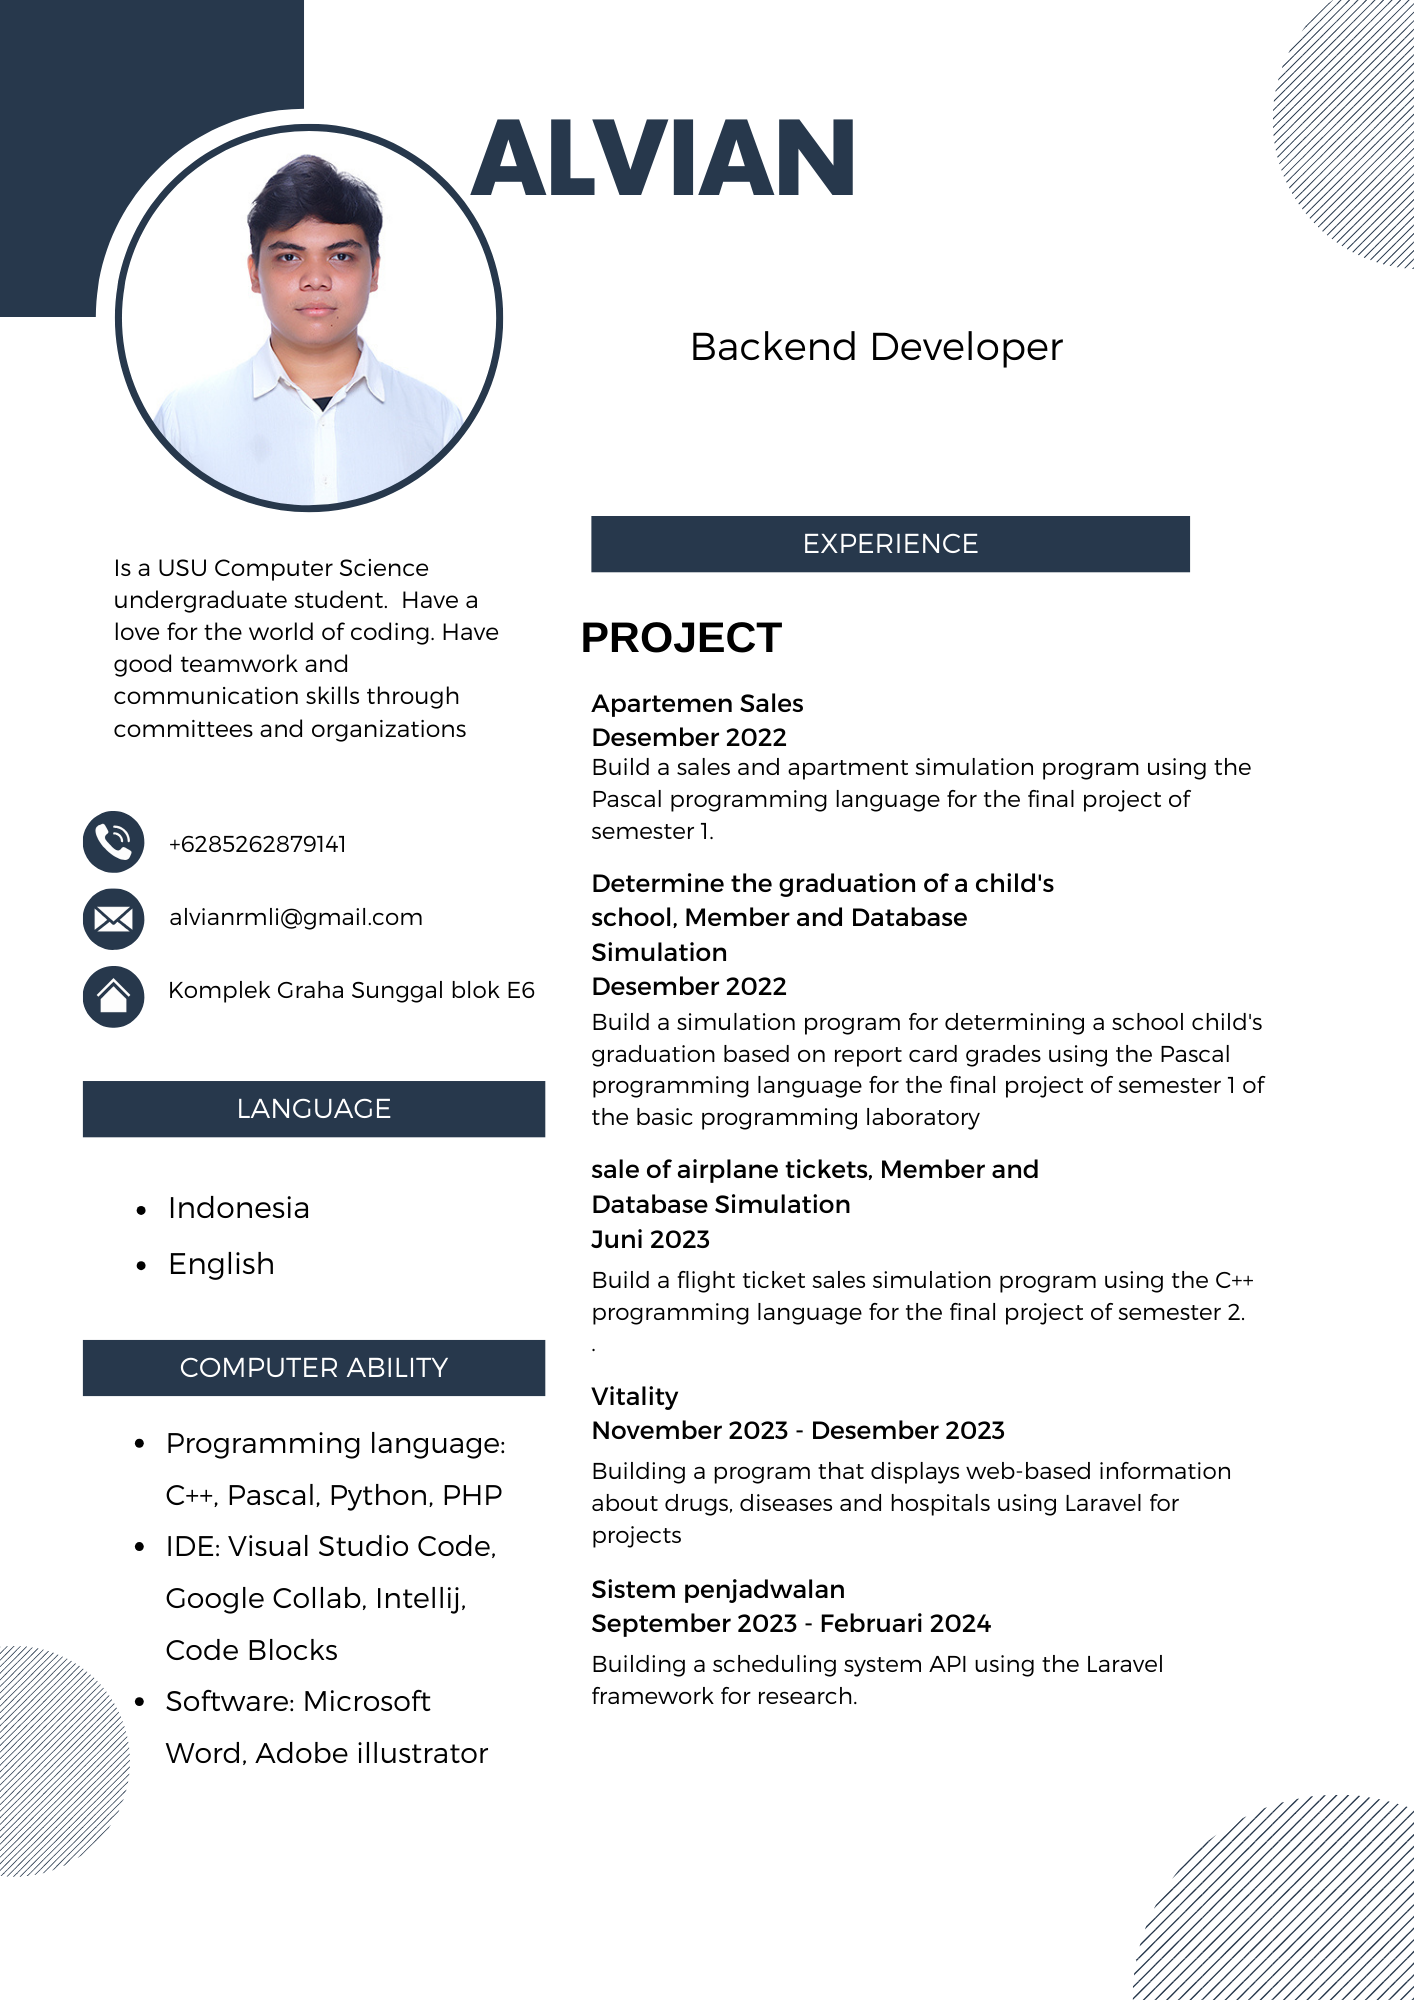 ALVIAN
Backend Developer
Is a USU Computer Science
undergraduate student.  Have a
love for the world of coding. Have
good teamwork and
communication skills through
committees and organizations
+6285262879141
alvianrmli@gmail.com
Komplek Graha Sunggal blok E6
LANGUAGE
• Indonesia
• English
COMPUTER ABILITY
• Programming language:
C++, Pascal, Python, PHP
• IDE: Visual Studio Code,
Google Collab, Intellij,
Code Blocks
• Software: Microsoft
Word, Adobe illustrator
EXPERIENCE
PROJECT
Apartemen Sales
Desember 2022
Build a sales and apartment simulation program using the
Pascal programming language for the final project of
semester 1.
Determine the graduation of a child's
school, Member and Database
Simulation
Desember 2022
Build a simulation program for determining a school child's
graduation based on report card grades using the Pascal
programming language for the final project of semester 1 of
the basic programming laboratory
sale of airplane tickets, Member and
Database Simulation
Juni 2023
Build a flight ticket sales simulation program using the C++
programming language for the final project of semester 2.
.
Vitality
November 2023 - Desember 2023
Building a program that displays web-based information
about drugs, diseases and hospitals using Laravel for
projects
Sistem penjadwalan
September 2023 - Februari 2024
Building a scheduling system API using the Laravel
framework for research.